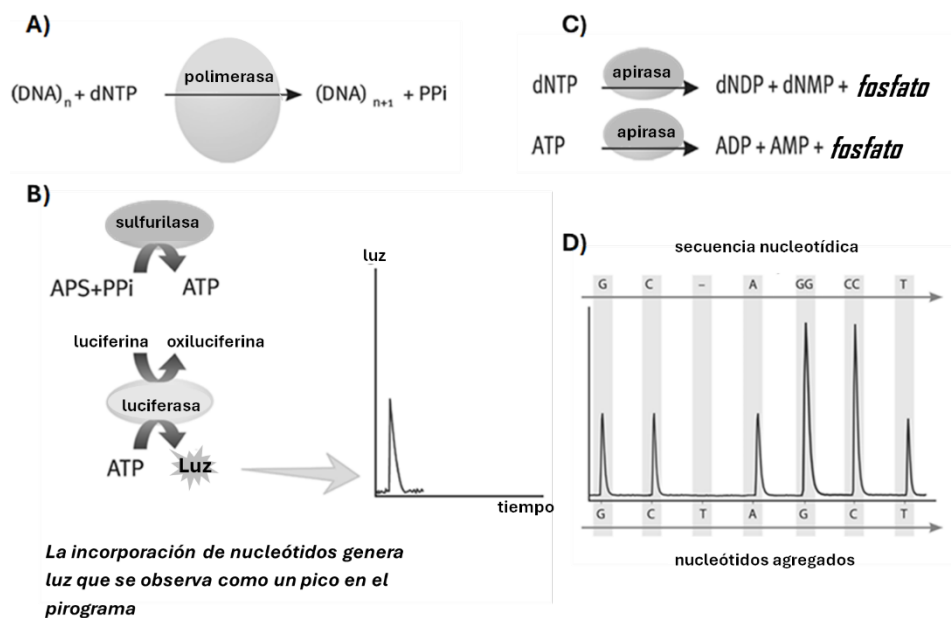 A)
polimerasa
(DNA)n + dNTP
(DNA) n+1 + PPi
C)
apirasa
dNTP
dNDP + dNMP + fosfato
apirasa
ATP
ADP + AMP + fosfato
B)
sulfurilasa
APS+PPi
ATP
luciferina
oxiluciferina
luciferasa
ATP
Luz
luz
tiempo
La incorporación de nucleótidos genera
luz que se observa como un pico en el
pirograma
D)
secuencia nucleotídica
G C – A GG CC T
G C T A G C T
nucleótidos agregados